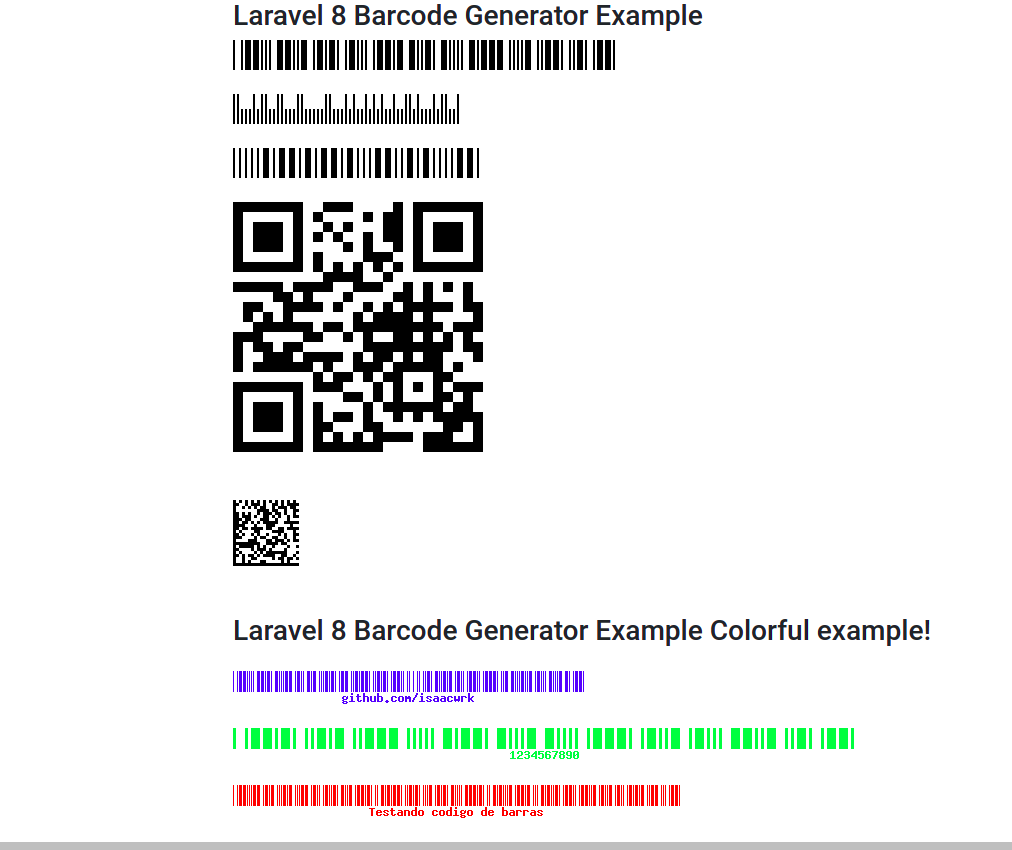 Laravel 8 Barcode Generator Example
Laravel 8 Barcode Generator Example Colorful example!
github.com/isaacwrk
1234567890
Testando codigo de barras